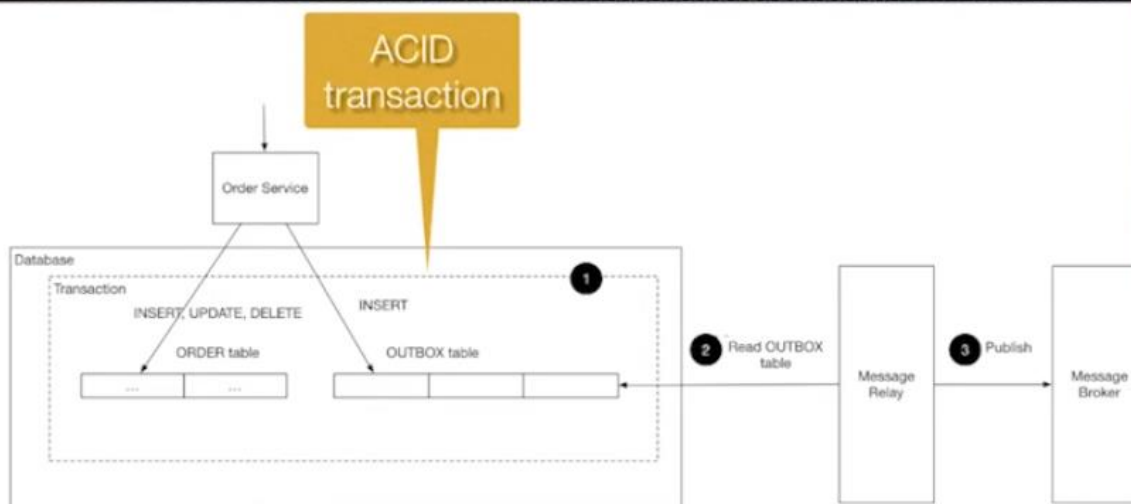 ACID
transaction
Order Service
Database
Transaction
1
INSERT, UPDATE, DELETE
INSERT
ORDER table
OUTBOX table
...
...
2
Read OUTBOX
table
Message
Relay
3
Publish
Message
Broker